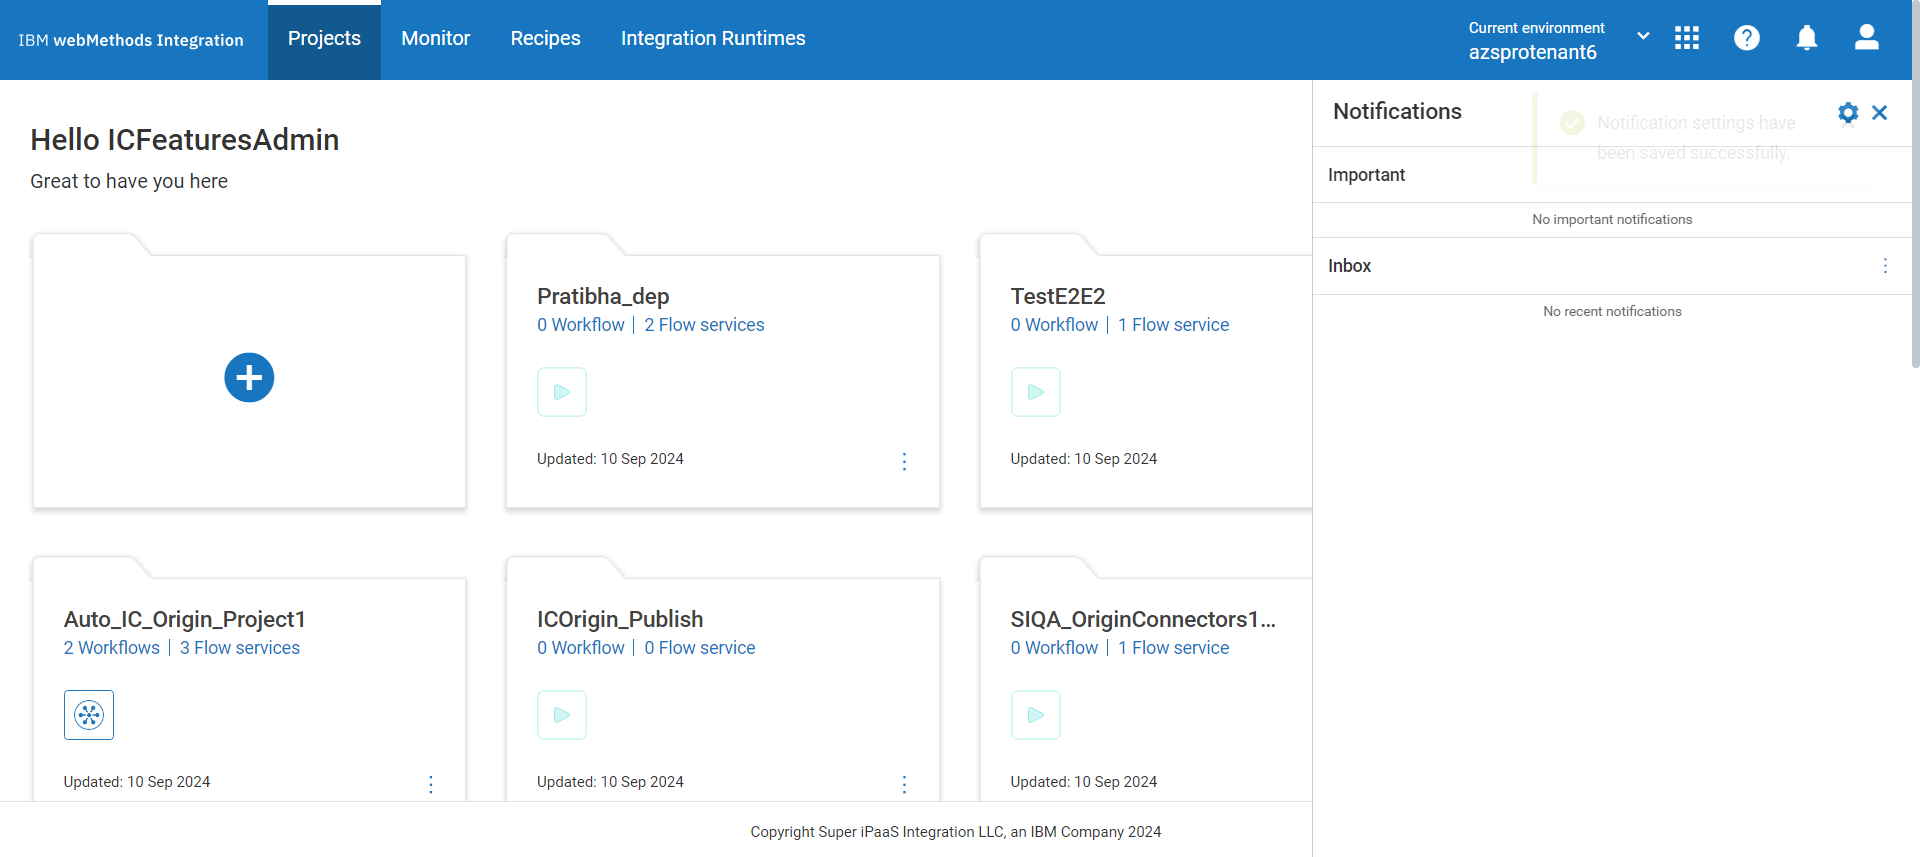 IBM webMethods Integration
Projects
Monitor
Recipes
Integration Runtimes
Current environment
azsprotenant6
Hello ICFeaturesAdmin
Great to have you here
Notifications
Notification settings have
been saved successfully.
Important
No important notifications
Inbox
No recent notifications
Pratibha_dep
0 Workflow | 2 Flow services
Updated: 10 Sep 2024
TestE2E2
0 Workflow | 1 Flow service
Updated: 10 Sep 2024
Auto_IC_Origin_Project1
2 Workflows | 3 Flow services
Updated: 10 Sep 2024
ICOrigin_Publish
0 Workflow | 0 Flow service
Updated: 10 Sep 2024
SIQA_OriginConnectors1...
0 Workflow | 1 Flow service
Updated: 10 Sep 2024
Copyright Super iPaaS Integration LLC, an IBM Company 2024